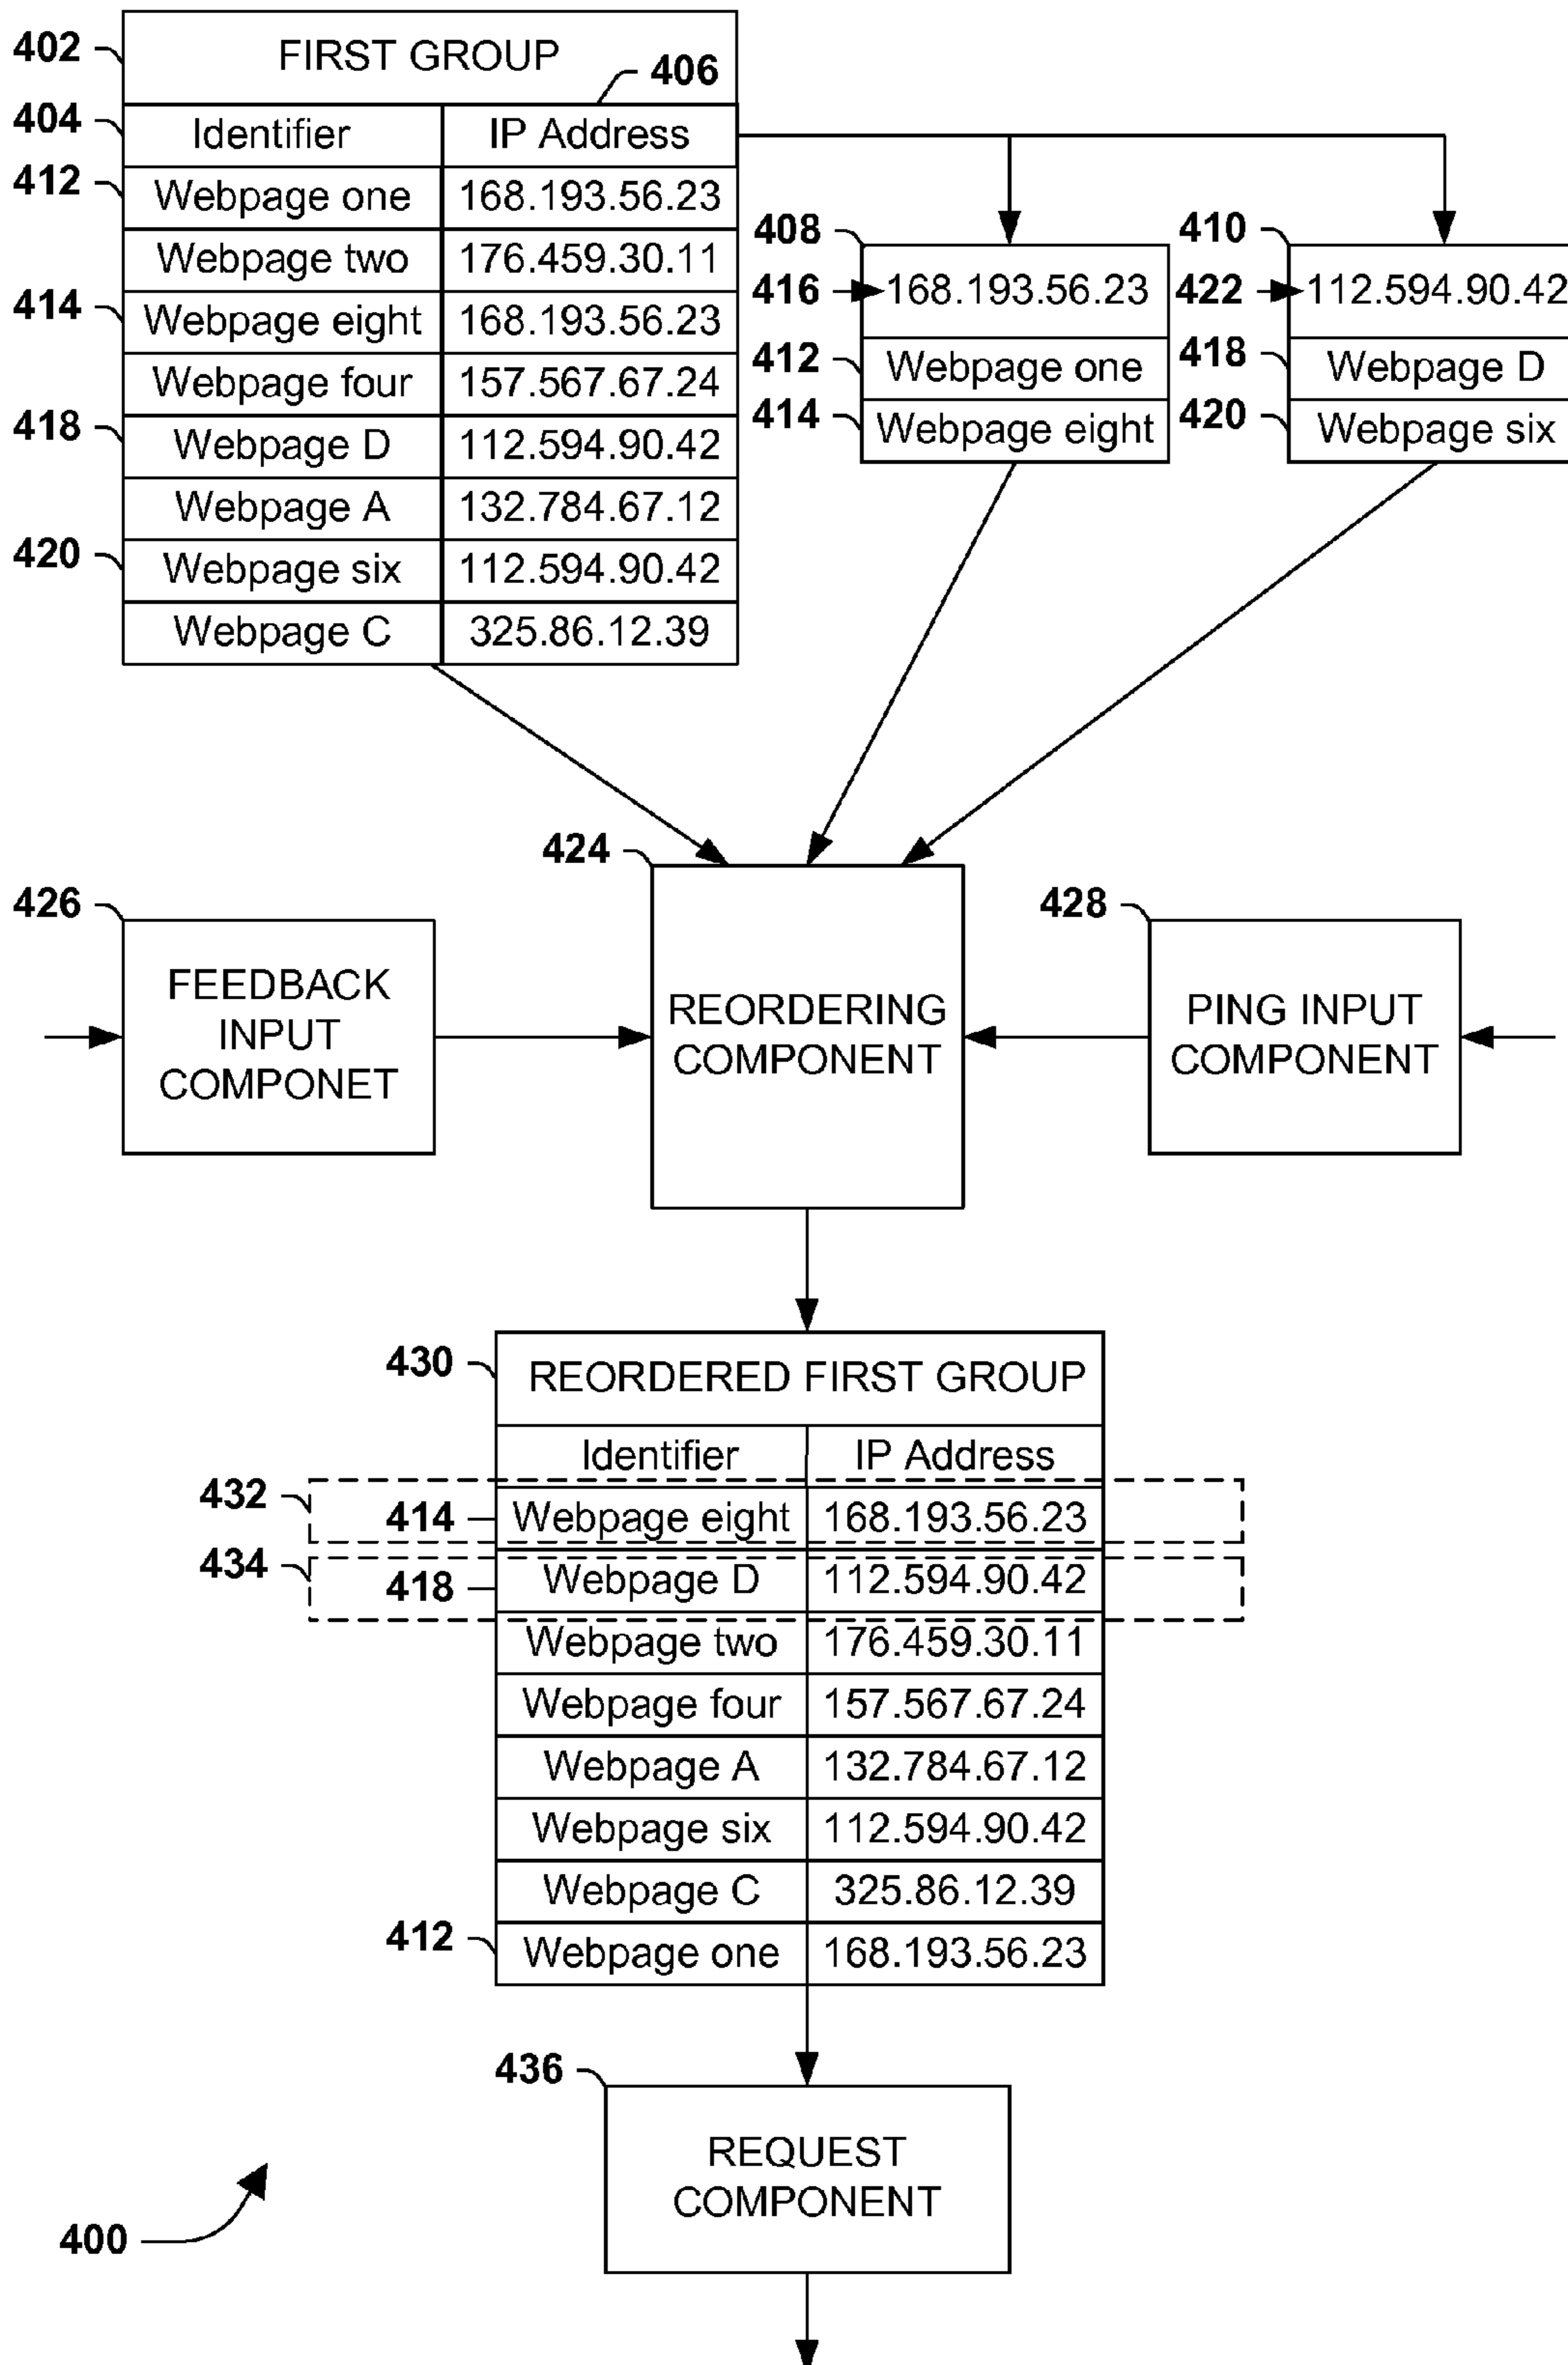 402
FIRST GROUP
406
404
Identifier IP Address
412
Webpage one 168.193.56.23
Webpage two 176.459.30.11
414
Webpage eight 168.193.56.23
Webpage four 157.567.67.24
418
Webpage D 112.594.90.42
Webpage A 132.784.67.12
420
Webpage six 112.594.90.42
Webpage C 325.86.12.39
408
416 168.193.56.23
412 Webpage one
414 Webpage eight
410
422 112.594.90.42
418 Webpage D
420 Webpage six
424
REORDERING
COMPONENT
426
FEEDBACK
INPUT
COMPONET
428
PING INPUT
COMPONENT
430
REORDERED FIRST GROUP
Identifier IP Address
432
414 Webpage eight 168.193.56.23
434
418 Webpage D 112.594.90.42
Webpage two 176.459.30.11
Webpage four 157.567.67.24
Webpage A 132.784.67.12
Webpage six 112.594.90.42
Webpage C 325.86.12.39
412 Webpage one 168.193.56.23
436
REQUEST
COMPONENT
400